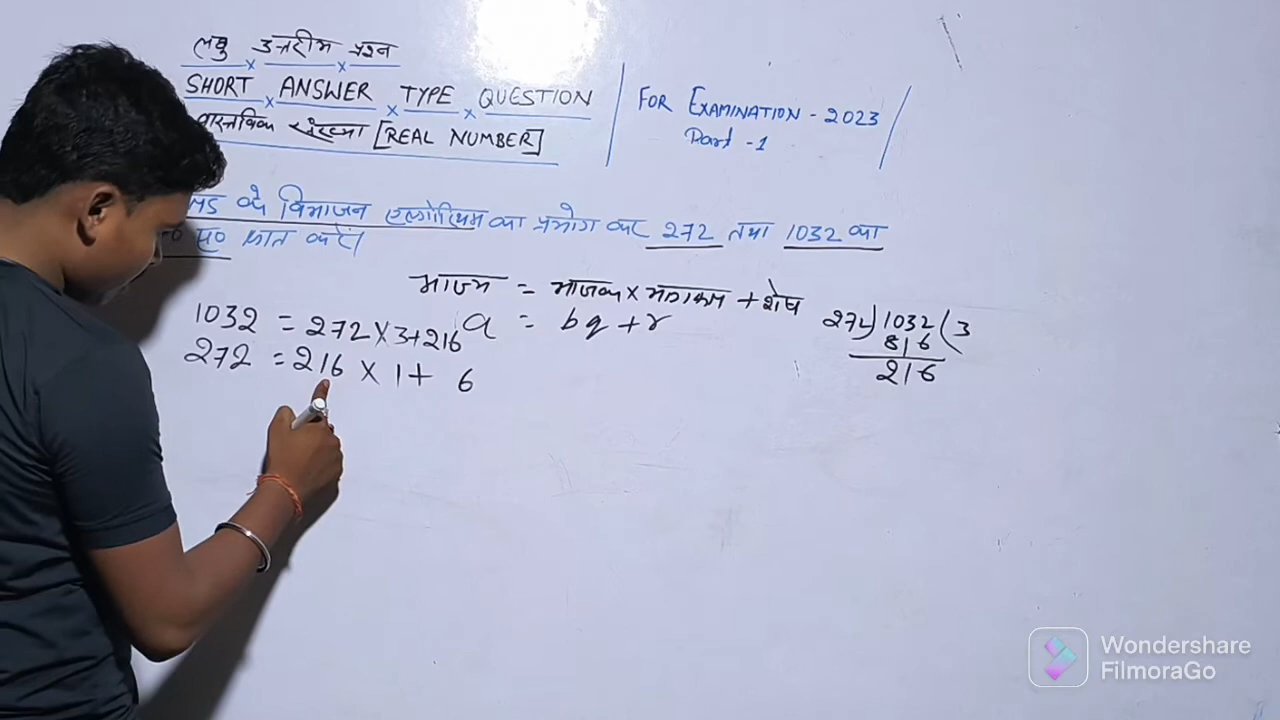 लघु उत्तरीय प्रश्न
SHORT ANSWER TYPE QUESTION
वास्तविक संख्या [REAL NUMBER]
FOR EXAMINATION - 2023
Part - 1
के विभाजन एल्गोरिथ्म का प्रयोग कर 272 तथा 1032 का
स० ज्ञात करें।
भाज्य = भाजक × भागफल + शेष
a = bq + r
1032 = 272 × 3 + 216
272 = 216 × 1 + 6
272) 1032 (3
816
216
Wondershare
FilmoraGo